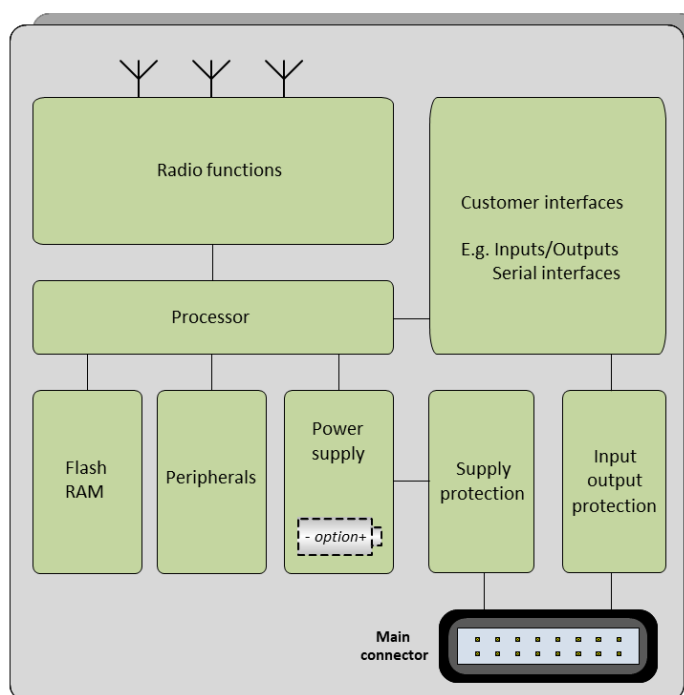 Radio functions
Customer interfaces
E.g. Inputs/Outputs
Serial interfaces
Processor
Flash
RAM
Peripherals
Power
supply
- option+
Supply
protection
Input
output
protection
Main
connector